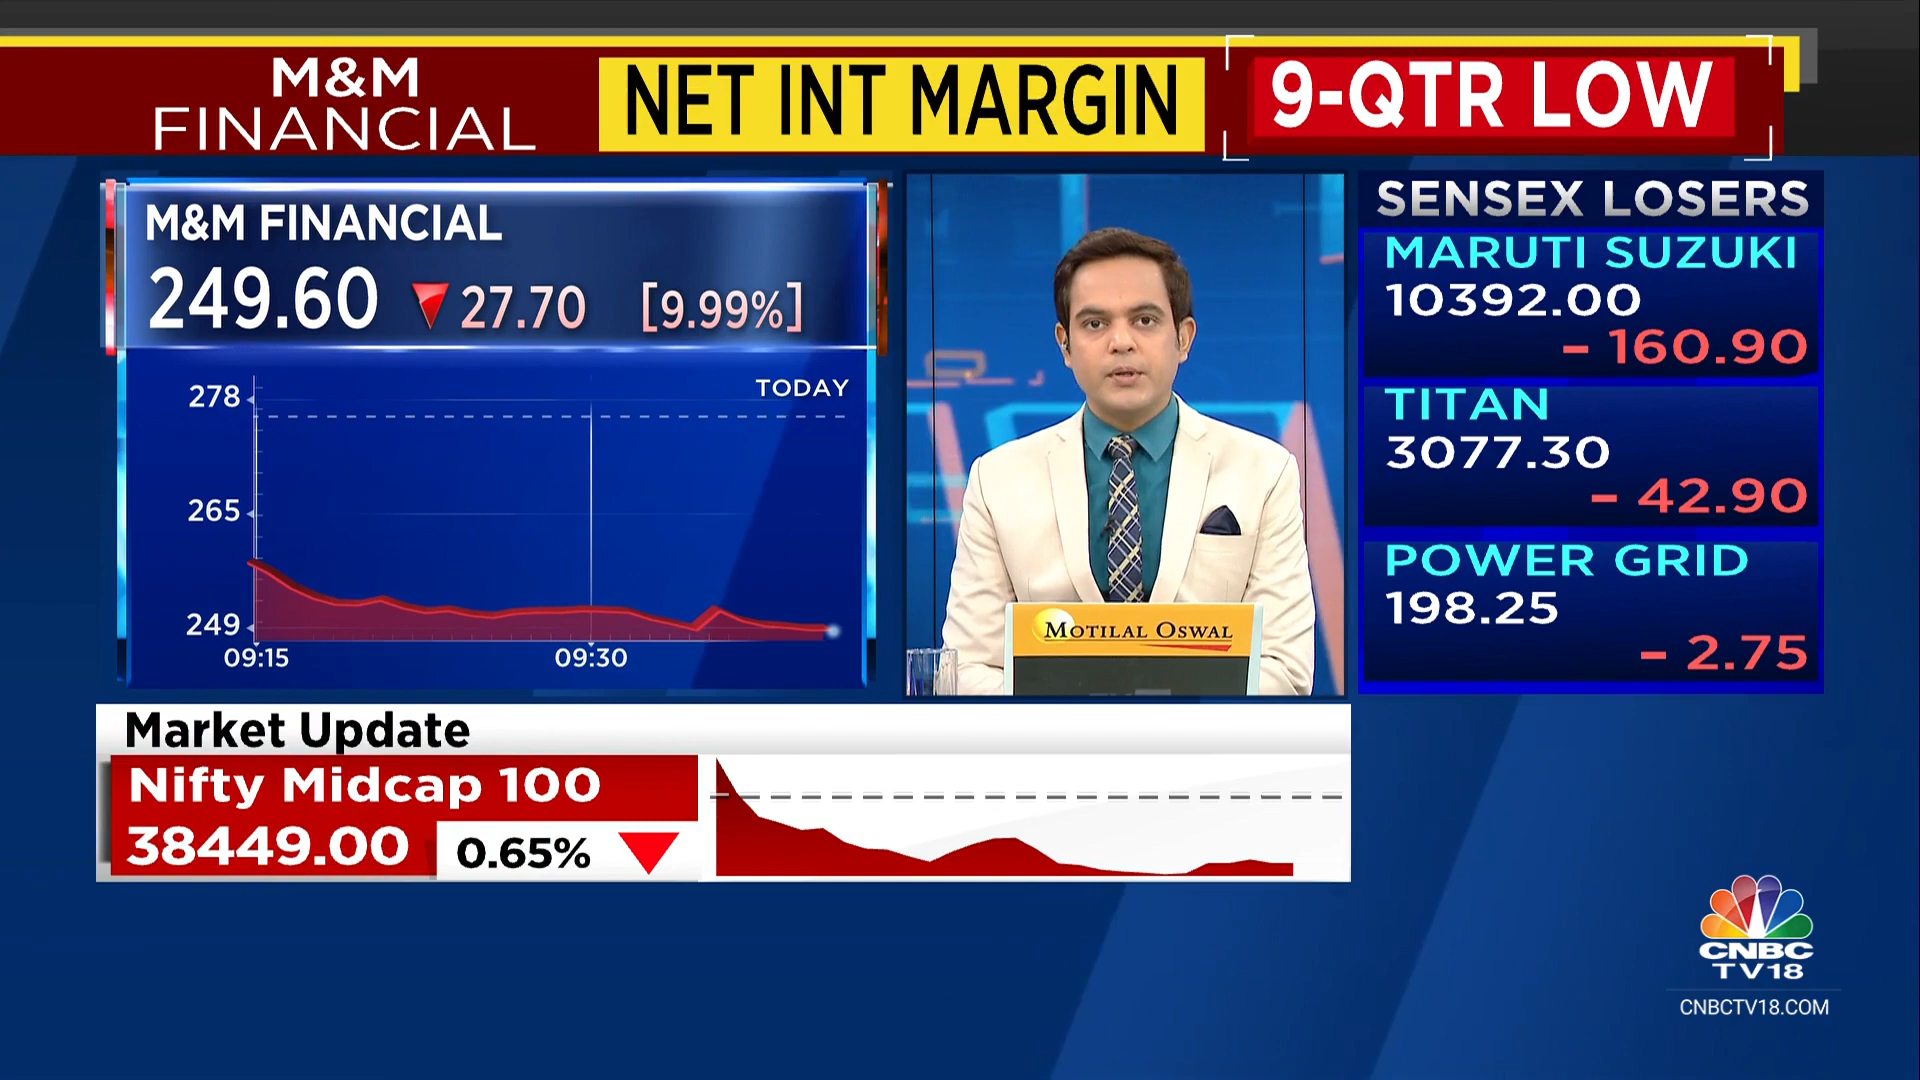 M&M
FINANCIAL
NET INT MARGIN
9-QTR LOW
M&M FINANCIAL
249.60 ▼ 27.70 [9.99%]
TODAY
278
265
249
09:15
09:30
MOTILAL OSWAL
SENSEX LOSERS
MARUTI SUZUKI
10392.00
- 160.90
TITAN
3077.30
- 42.90
POWER GRID
198.25
- 2.75
Market Update
Nifty Midcap 100
38449.00
0.65% ▼
CNBC
TV18
CNBCTV18.COM